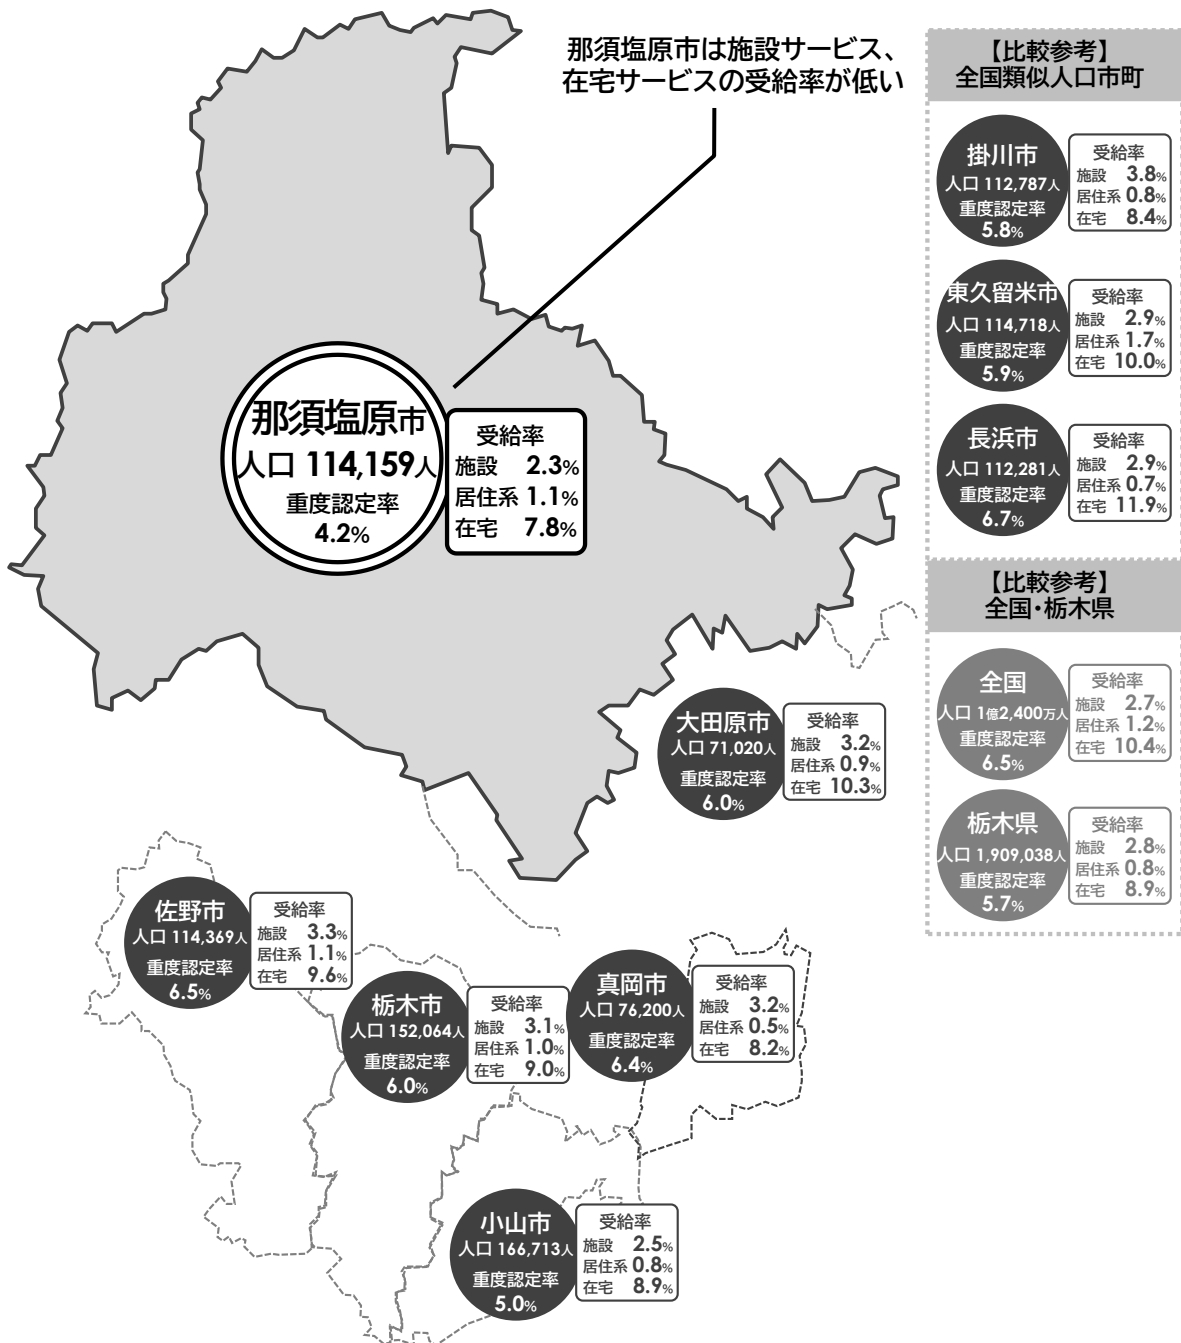 那須塩原市は施設サービス、
在宅サービスの受給率が低い
那須塩原市
人口 114,159人
重度認定率
4.2%
受給率
施設 2.3%
居住系 1.1%
在宅 7.8%
大田原市
人口 71,020人
重度認定率
6.0%
受給率
施設 3.2%
居住系 0.9%
在宅 10.3%
佐野市
人口 114,369人
重度認定率
6.5%
受給率
施設 3.3%
居住系 1.1%
在宅 9.6%
栃木市
人口 152,064人
重度認定率
6.0%
受給率
施設 3.1%
居住系 1.0%
在宅 9.0%
真岡市
人口 76,200人
重度認定率
6.4%
受給率
施設 3.2%
居住系 0.5%
在宅 8.2%
小山市
人口 166,713人
重度認定率
5.0%
受給率
施設 2.5%
居住系 0.8%
在宅 8.9%
【比較参考】
全国類似人口市町
掛川市
人口 112,787人
重度認定率
5.8%
受給率
施設 3.8%
居住系 0.8%
在宅 8.4%
東久留米市
人口 114,718人
重度認定率
5.9%
受給率
施設 2.9%
居住系 1.7%
在宅 10.0%
長浜市
人口 112,281人
重度認定率
6.7%
受給率
施設 2.9%
居住系 0.7%
在宅 11.9%
【比較参考】
全国・栃木県
全国
人口 1億2,400万人
重度認定率
6.5%
受給率
施設 2.7%
居住系 1.2%
在宅 10.4%
栃木県
人口 1,909,038人
重度認定率
5.7%
受給率
施設 2.8%
居住系 0.8%
在宅 8.9%